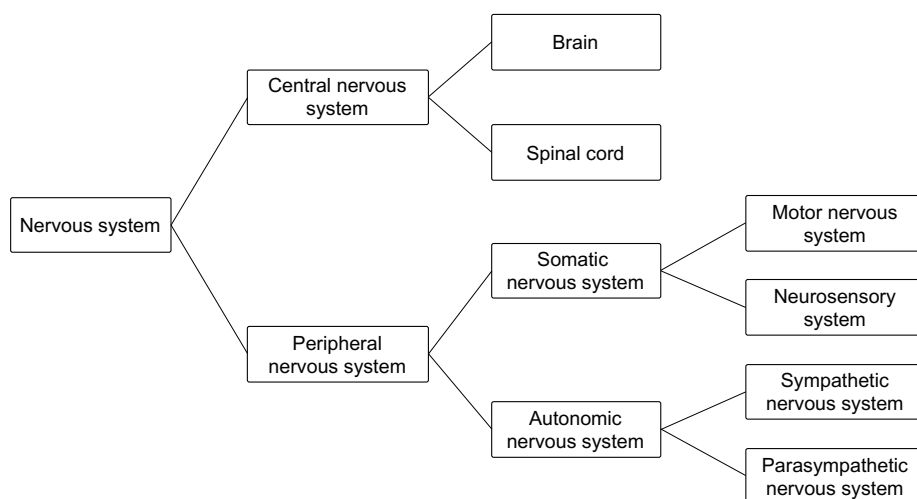 Brain
Central nervous
system
Spinal cord
Nervous system
Motor nervous
system
Somatic
nervous system
Neurosensory
system
Peripheral
nervous system
Sympathetic
nervous system
Autonomic
nervous system
Parasympathetic
nervous system